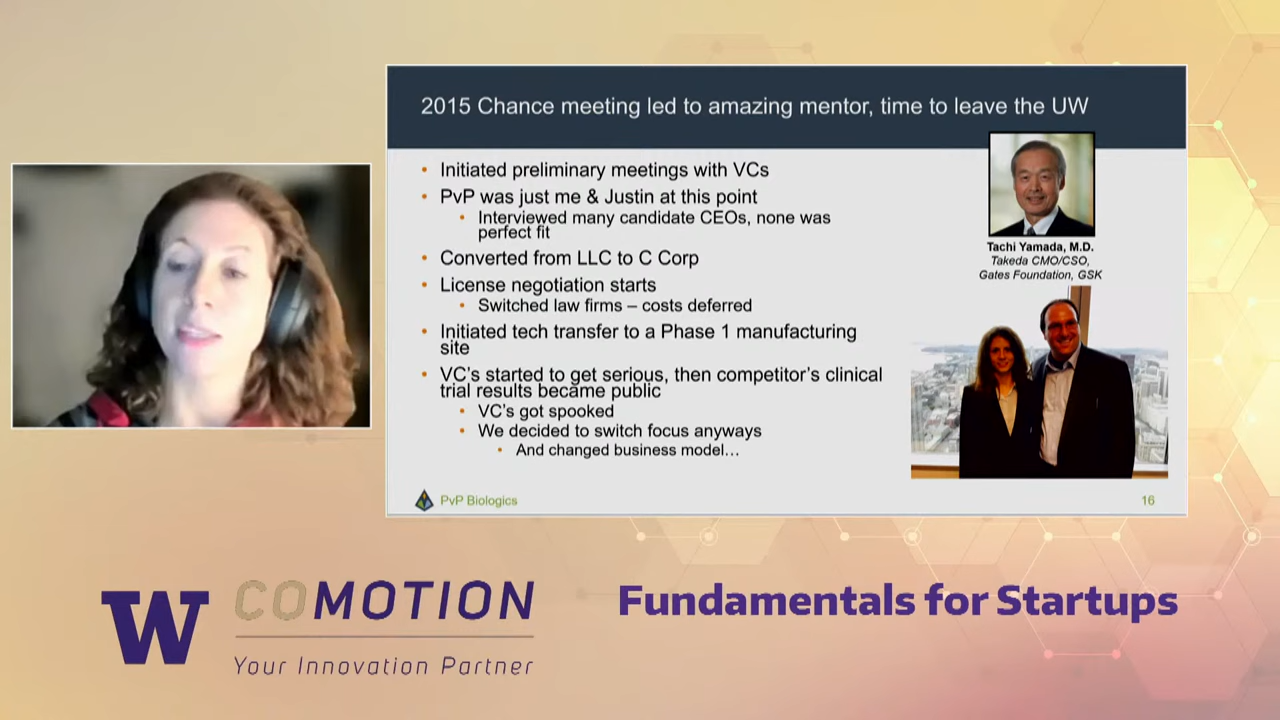 2015 Chance meeting led to amazing mentor, time to leave the UW
• Initiated preliminary meetings with VCs
• PvP was just me & Justin at this point
• Interviewed many candidate CEOs, none was
perfect fit
• Converted from LLC to C Corp
• License negotiation starts
• Switched law firms – costs deferred
• Initiated tech transfer to a Phase 1 manufacturing
site
• VC's started to get serious, then competitor's clinical
trial results became public
• VC's got spooked
• We decided to switch focus anyways
• And changed business model...
Tachi Yamada, M.D.
Takeda CMO/CSO,
Gates Foundation, GSK
PvP Biologics
16
W COMOTION
Your Innovation Partner
Fundamentals for Startups